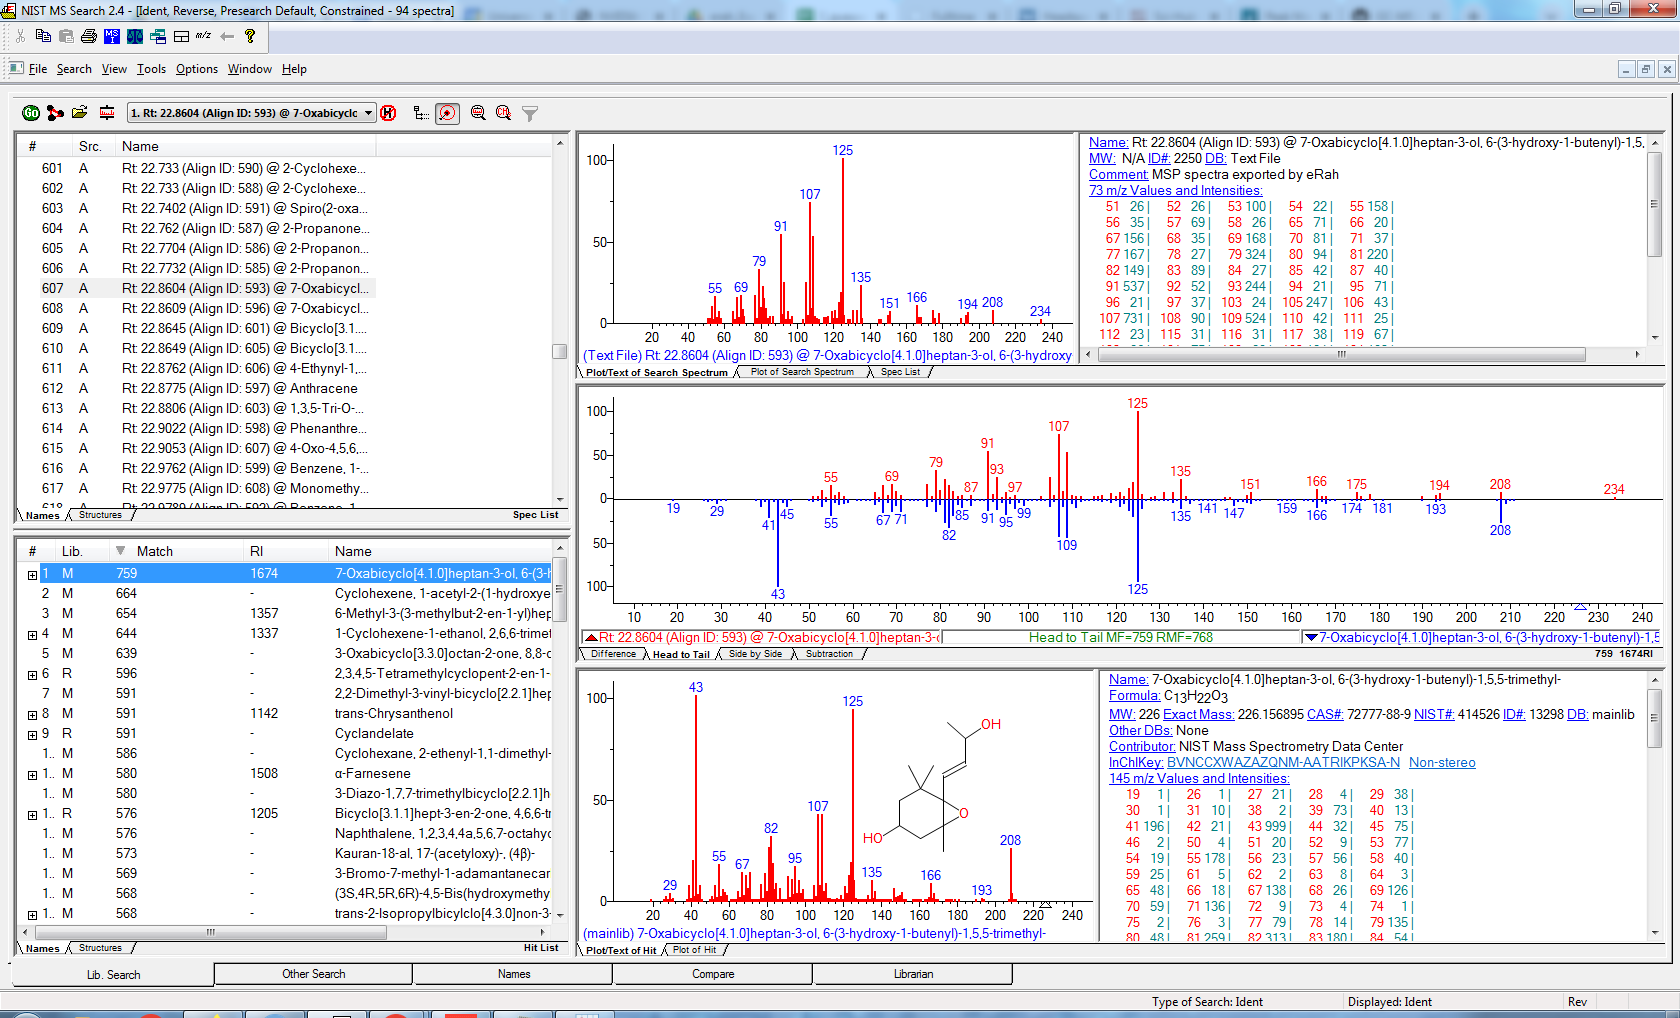 NIST MS Search 2.4 - [Ident, Reverse, Presearch Default, Constrained - 94 spectra]
MS
m/z
File Search View Tools Options Window Help
GO
1. Rt: 22.8604 (Align ID: 593) @ 7-Oxabicyclc
# Src. Name
601 A Rt: 22.733 (Align ID: 590) @ 2-Cyclohexe...
602 A Rt: 22.733 (Align ID: 588) @ 2-Cyclohexe...
603 A Rt: 22.7402 (Align ID: 591) @ Spiro(2-oxa...
604 A Rt: 22.762 (Align ID: 587) @ 2-Propanone...
605 A Rt: 22.7704 (Align ID: 586) @ 2-Propanon...
606 A Rt: 22.7732 (Align ID: 585) @ 2-Propanon...
607 A Rt: 22.8604 (Align ID: 593) @ 7-Oxabicycl...
608 A Rt: 22.8609 (Align ID: 596) @ 7-Oxabicycl...
609 A Rt: 22.8645 (Align ID: 601) @ Bicyclo[3.1....
610 A Rt: 22.8649 (Align ID: 605) @ Bicyclo[3.1....
611 A Rt: 22.8762 (Align ID: 606) @ 4-Ethynyl-1,...
612 A Rt: 22.8775 (Align ID: 597) @ Anthracene
613 A Rt: 22.8806 (Align ID: 603) @ 1,3,5-Tri-O-...
614 A Rt: 22.9022 (Align ID: 598) @ Phenanthre...
615 A Rt: 22.9053 (Align ID: 607) @ 4-Oxo-4,5,6,...
616 A Rt: 22.9762 (Align ID: 599) @ Benzene, 1-...
617 A Rt: 22.9775 (Align ID: 608) @ Monomethy...
618 A Rt: 22.9789 (Align ID: 592) @ Benzene, 1-
Names Structures Spec List
# Lib. Match RI Name
1 M 759 1674 7-Oxabicyclo[4.1.0]heptan-3-ol, 6-(3-h
2 M 664 - Cyclohexene, 1-acetyl-2-(1-hydroxye
3 M 654 1357 6-Methyl-3-(3-methylbut-2-en-1-yl)hep
4 M 644 1337 1-Cyclohexene-1-ethanol, 2,6,6-trimet
5 M 639 - 3-Oxabicyclo[3.3.0]octan-2-one, 8,8-c
6 R 596 - 2,3,4,5-Tetramethylcyclopent-2-en-1-
7 M 591 - 2,2-Dimethyl-3-vinyl-bicyclo[2.2.1]hep
8 M 591 1142 trans-Chrysanthenol
9 R 591 - Cyclandelate
1.. M 586 - Cyclohexane, 2-ethenyl-1,1-dimethyl-
1.. M 580 1508 α-Farnesene
1.. M 580 - 3-Diazo-1,7,7-trimethylbicyclo[2.2.1]h
1.. R 576 1205 Bicyclo[3.1.1]hept-3-en-2-one, 4,6,6-t
1.. M 576 - Naphthalene, 1,2,3,4,4a,5,6,7-octahyc
1.. M 573 - Kauran-18-al, 17-(acetyloxy)-, (4β)-
1.. M 569 - 3-Bromo-7-methyl-1-adamantanecar
1.. M 568 - (3S,4R,5R,6R)-4,5-Bis(hydroxymethy
1.. M 568 - trans-2-Isopropylbicylclo[4.3.0]non-3-
Names Structures Hit List
100
50
0
55 69 79 91 107 125 135 151 166 194 208 234
20 40 60 80 100 120 140 160 180 200 220 240
(Text File) Rt: 22.8604 (Align ID: 593) @ 7-Oxabicyclo[4.1.0]heptan-3-ol, 6-(3-hydroxy
Plot/Text of Search Spectrum Plot of Search Spectrum Spec List
Name: Rt: 22.8604 (Align ID: 593) @ 7-Oxabicyclo[4.1.0]heptan-3-ol, 6-(3-hydroxy-1-butenyl)-1,5,
MW: N/A ID#: 2250 DB: Text File
Comment: MSP spectra exported by eRah
73 m/z Values and Intensities:
51 26 | 52 26 | 53 100 | 54 22 | 55 158 |
56 35 | 57 69 | 58 26 | 65 71 | 66 20 |
67 156 | 68 35 | 69 168 | 70 81 | 71 37 |
77 167 | 78 27 | 79 324 | 80 94 | 81 220 |
82 149 | 83 89 | 84 27 | 85 42 | 87 40 |
91 537 | 92 52 | 93 244 | 94 21 | 95 71 |
96 21 | 97 37 | 103 24 | 105 247 | 106 43 |
107 731 | 108 90 | 109 524 | 110 42 | 111 25 |
112 23 | 115 31 | 116 31 | 117 38 | 119 67 |
100
50
0
50
100
55 69 79 87 91 93 97 107 125 135 151 166 175 194 208 234
19 29 41 43 45 55 67 71 82 85 91 95 99 109 125 135 141 147 159 166 174 181 193 208
10 20 30 40 50 60 70 80 90 100 110 120 130 140 150 160 170 180 190 200 210 220 230 240
Rt: 22.8604 (Align ID: 593) @ 7-Oxabicyclo[4.1.0]heptan-3-( Head to Tail MF=759 RMF=768 7-Oxabicyclo[4.1.0]heptan-3-ol, 6-(3-hydroxy-1-butenyl)-1,5
Difference Head to Tail Side by Side Subtraction 759 1674RI
100
50
0
29 43 55 67 82 95 107 125 135 166 193 208
OH
O
HO
20 40 60 80 100 120 140 160 180 200 220 240
(mainlib) 7-Oxabicyclo[4.1.0]heptan-3-ol, 6-(3-hydroxy-1-butenyl)-1,5,5-trimethyl-
Plot/Text of Hit Plot of Hit
Name: 7-Oxabicyclo[4.1.0]heptan-3-ol, 6-(3-hydroxy-1-butenyl)-1,5,5-trimethyl-
Formula: C13H22O3
MW: 226 Exact Mass: 226.156895 CAS#: 72777-88-9 NIST#: 414526 ID#: 13298 DB: mainlib
Other DBs: None
Contributor: NIST Mass Spectrometry Data Center
InChIKey: BVNCCXWAZAZQNM-AATRIKPKSA-N Non-stereo
145 m/z Values and Intensities:
19 1 | 26 1 | 27 21 | 28 4 | 29 38 |
30 1 | 31 10 | 38 2 | 39 73 | 40 13 |
41 196 | 42 21 | 43 999 | 44 32 | 45 75 |
46 2 | 50 4 | 51 20 | 52 9 | 53 77 |
54 19 | 55 178 | 56 23 | 57 56 | 58 40 |
59 25 | 61 5 | 62 2 | 63 8 | 64 3 |
65 48 | 66 18 | 67 138 | 68 26 | 69 126 |
70 59 | 71 136 | 72 9 | 73 4 | 74 1 |
75 2 | 76 3 | 77 79 | 78 14 | 79 135 |
80 48 | 81 259 | 82 313 | 83 180 | 84 54 |
Lib. Search Other Search Names Compare Librarian
Type of Search: Ident Displayed: Ident Rev